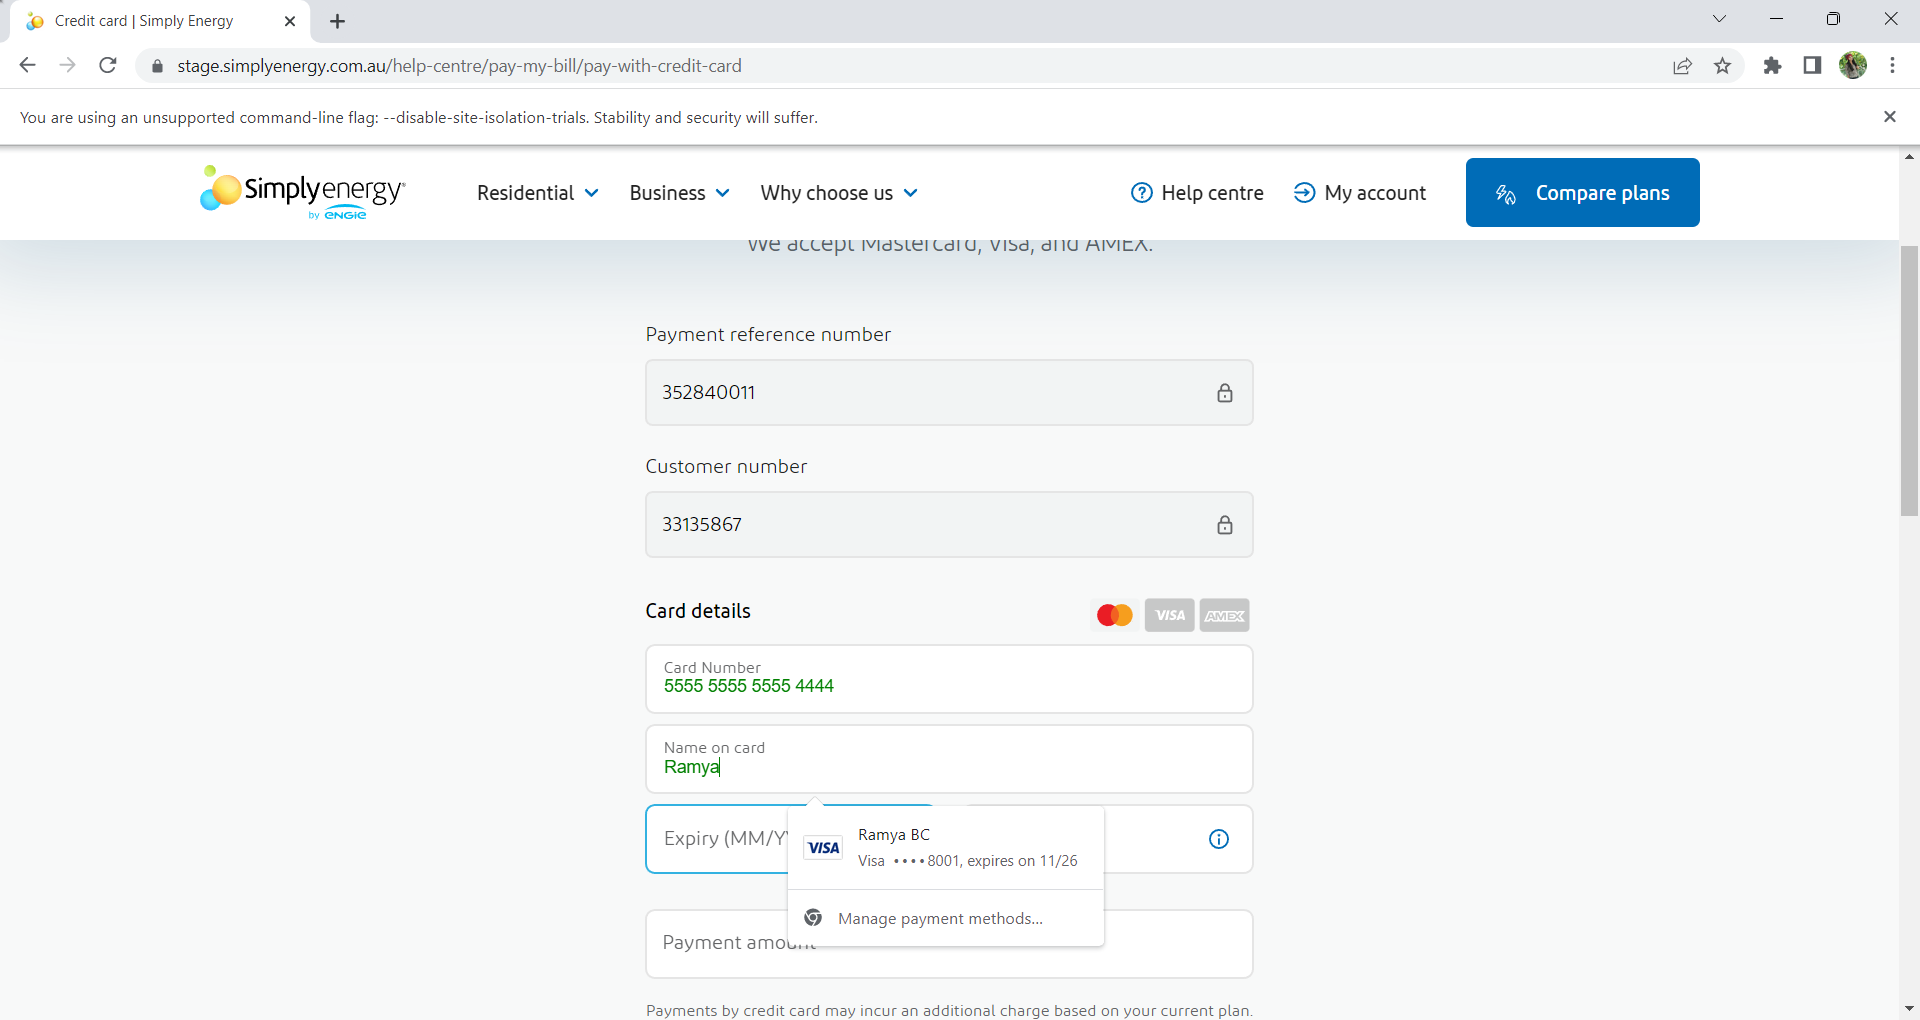 Credit card | Simply Energy
stage.simplyenergy.com.au/help-centre/pay-my-bill/pay-with-credit-card
You are using an unsupported command-line flag: --disable-site-isolation-trials. Stability and security will suffer.
Simplyenergy
by ENGIE
Residential
Business
Why choose us
Help centre
My account
Compare plans
We accept Mastercard, Visa, and AMEX.
Payment reference number
352840011
Customer number
33135867
Card details
VISA
AMEX
Card Number
5555 5555 5555 4444
Name on card
Ramya
Expiry (MM/Y
VISA
Ramya BC
Visa ••••8001, expires on 11/26
Manage payment methods...
Payment amount
Payments by credit card may incur an additional charge based on your current plan.